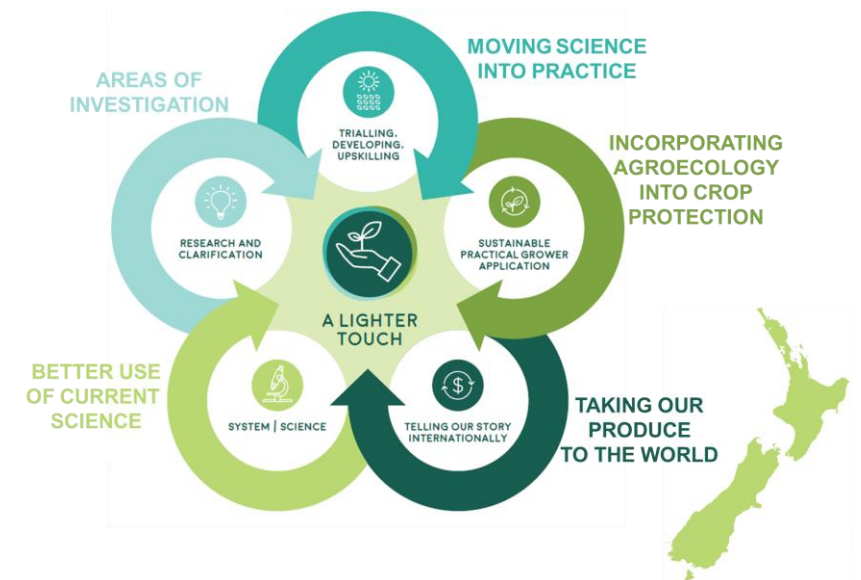 MOVING SCIENCE
INTO PRACTICE
AREAS OF
INVESTIGATION
TRIALLING,
DEVELOPING,
UPSKILLING
INCORPORATING
AGROECOLOGY
INTO CROP
PROTECTION
RESEARCH AND
CLARIFICATION
SUSTAINABLE
PRACTICAL GROWER
APPLICATION
A LIGHTER
TOUCH
BETTER USE
OF CURRENT
SCIENCE
SYSTEM | SCIENCE
$
TELLING OUR STORY
INTERNATIONALLY
TAKING OUR
PRODUCE
TO THE WORLD